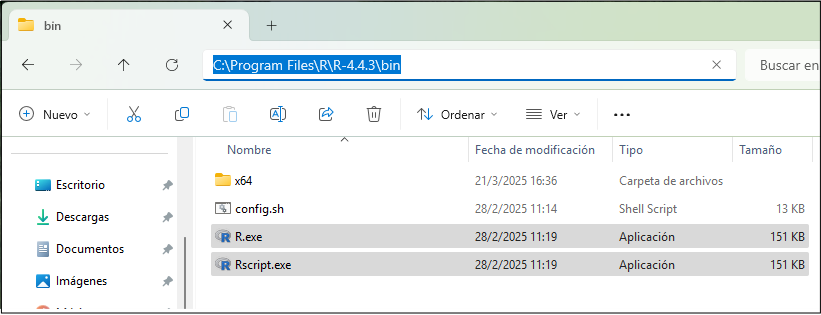 bin
C:\Program Files\R\R-4.4.3\bin
Buscar en
Nuevo
Ordenar
Ver
Nombre Fecha de modificación Tipo Tamaño
Escritorio
Descargas
Documentos
Imágenes
x64 21/3/2025 16:36 Carpeta de archivos
config.sh 28/2/2025 11:14 Shell Script 13 KB
R.exe 28/2/2025 11:19 Aplicación 151 KB
Rscript.exe 28/2/2025 11:19 Aplicación 151 KB